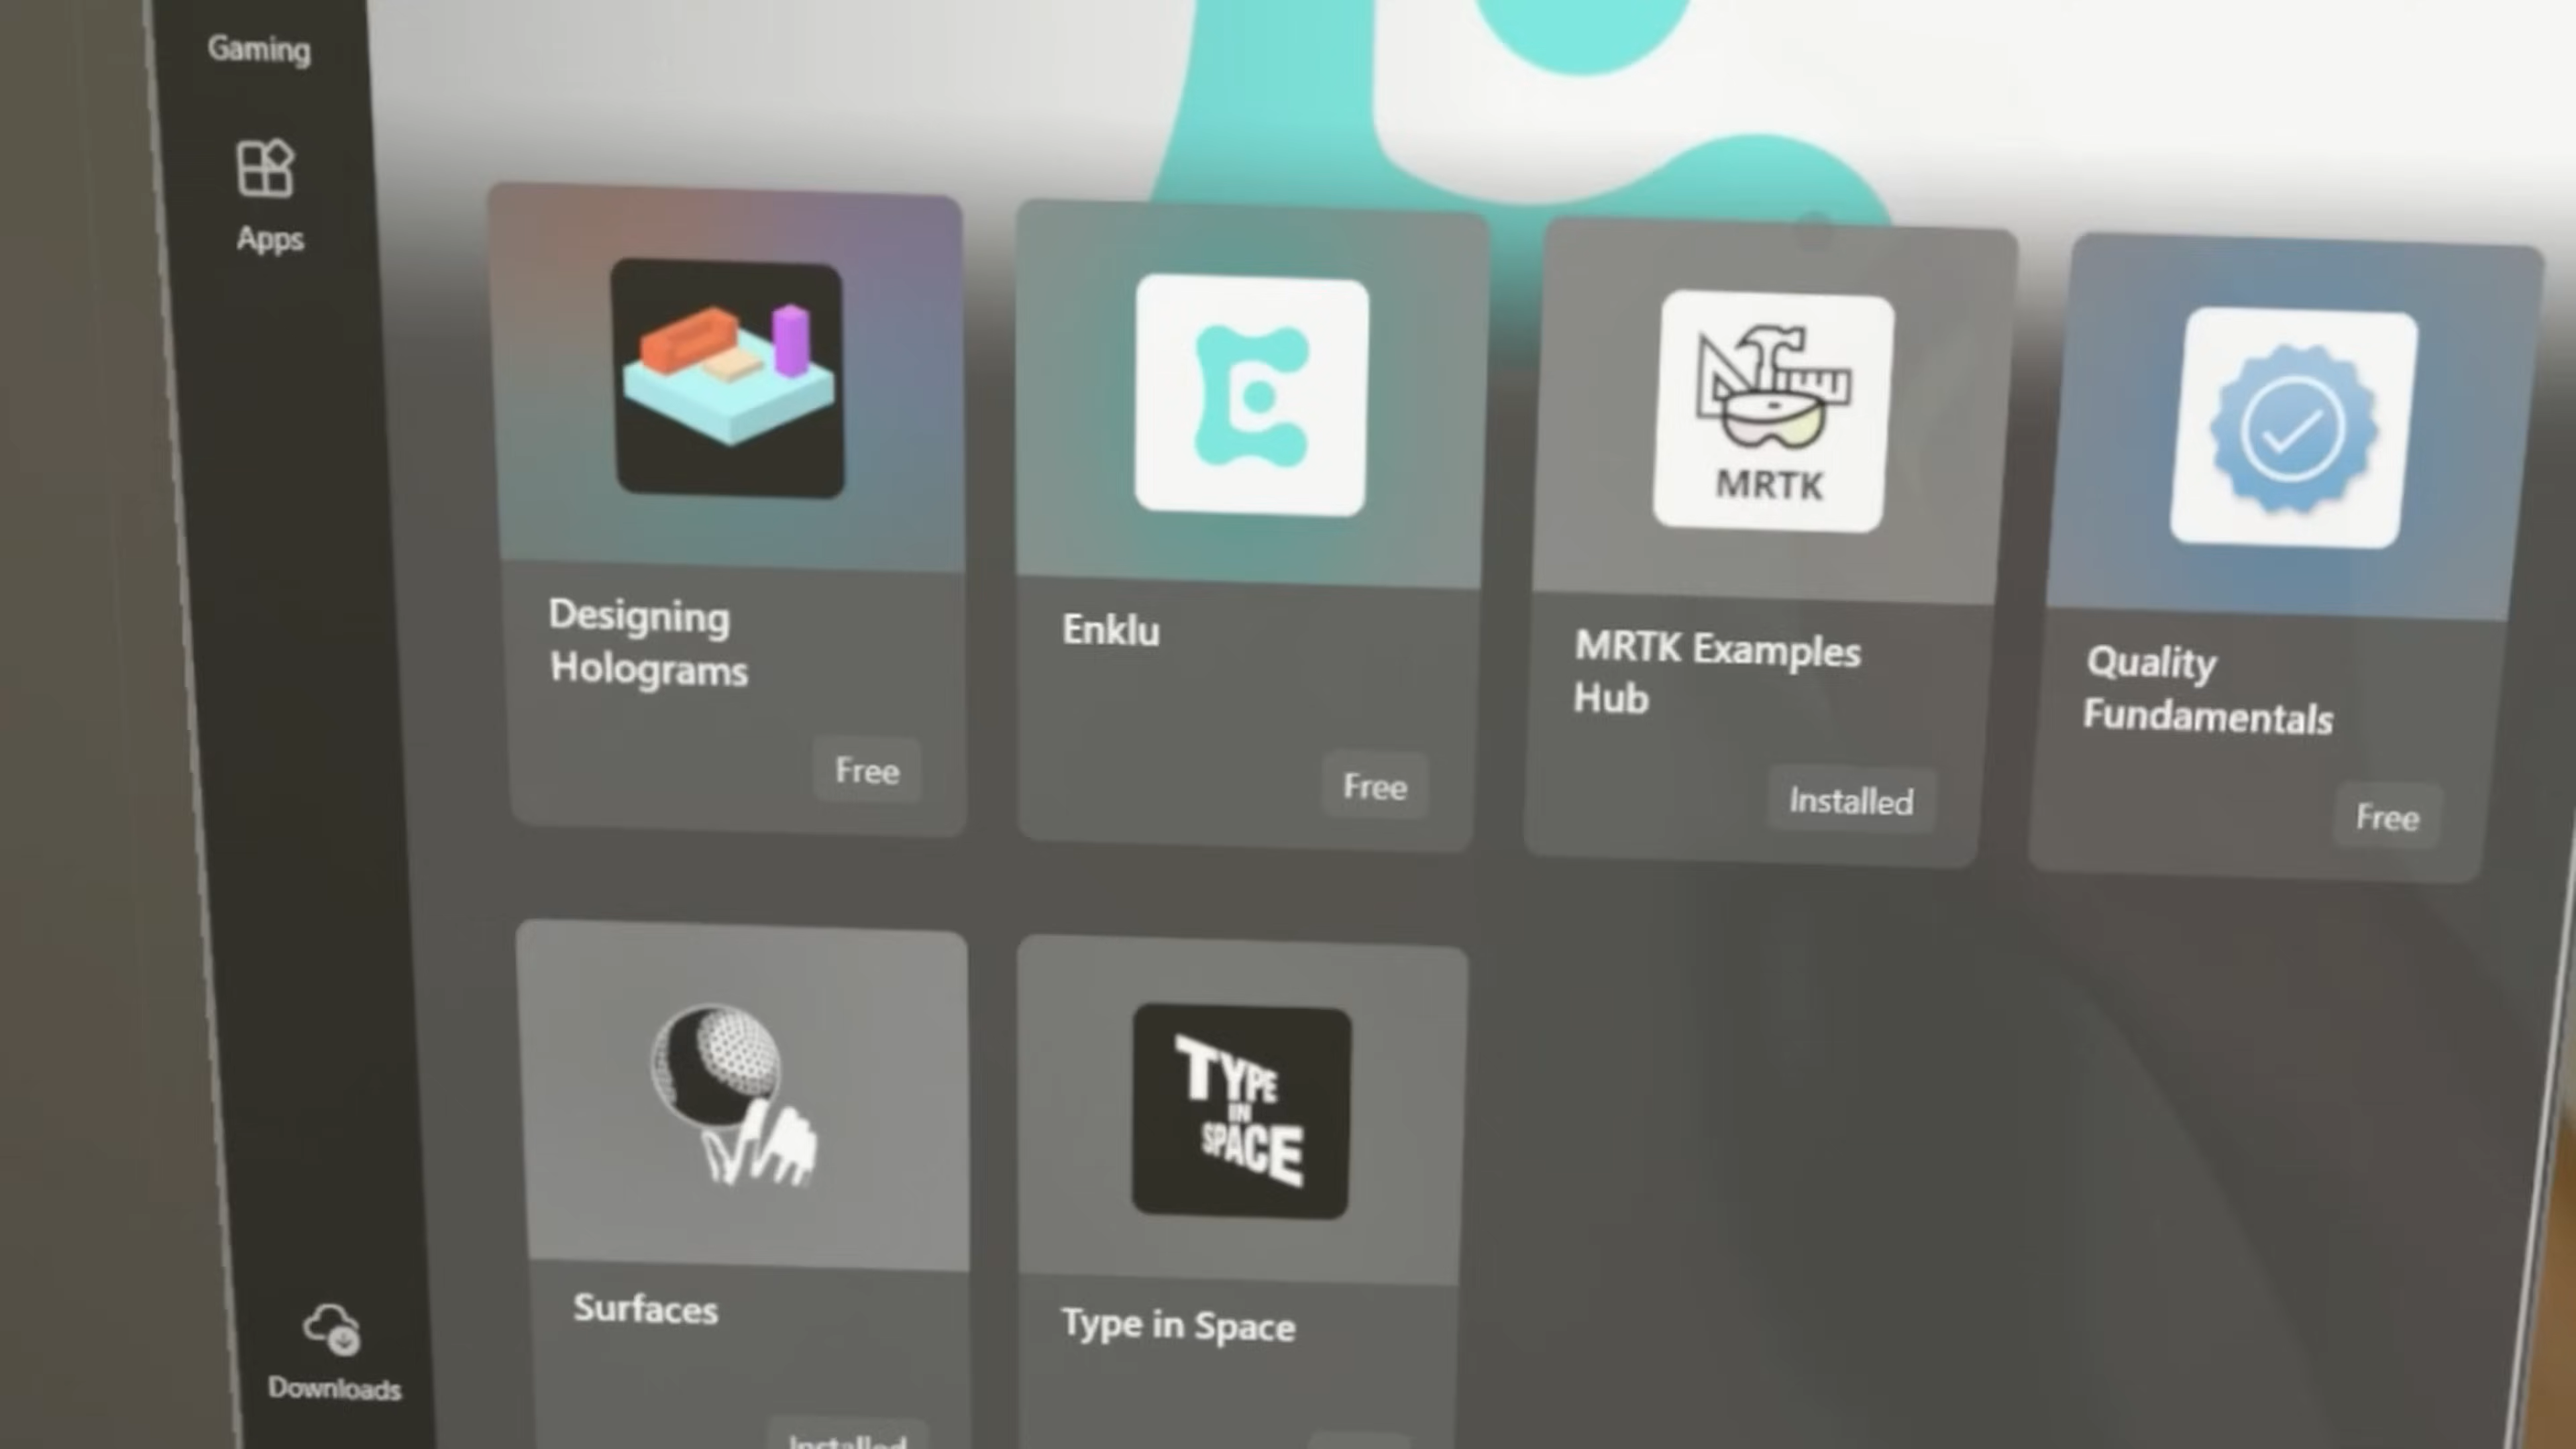 Gaming
Apps
MRTK
Designing
Holograms
Free
Enklu
Free
MRTK Examples
Hub
Installed
Quality
Fundamentals
Free
TYPE
IN
SPACE
Surfaces
Installed
Type in Space
Downloads